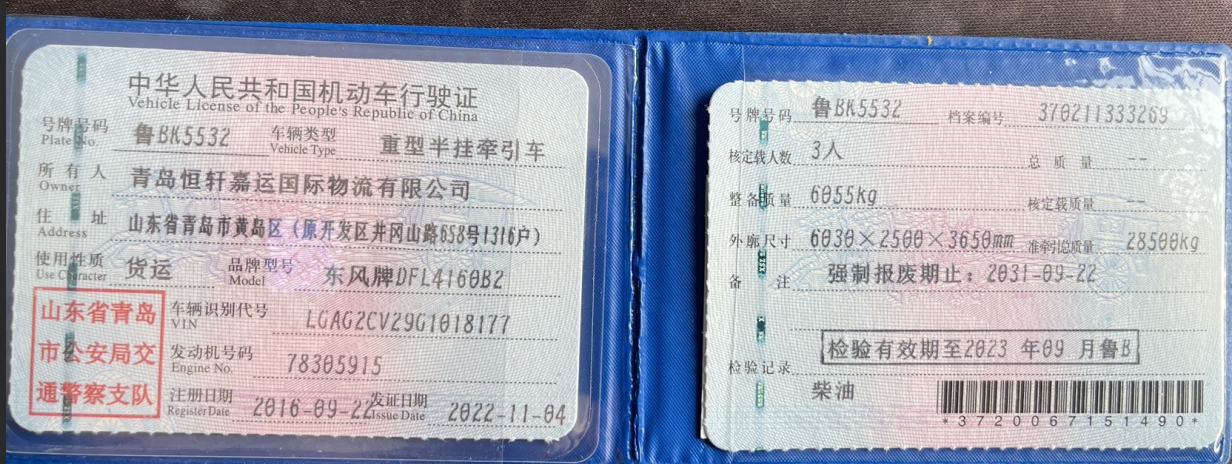 中华人民共和国机动车行驶证
Vehicle License of the People's Republic of China
号牌号码 鲁BK5532 车辆类型 重型半挂牵引车
Plate No. Vehicle Type
所有人 青岛恒轩嘉运国际物流有限公司
Owner
住址 山东省青岛市黄岛区（原开发区井冈山路658号1316户）
Address
使用性质 货运 品牌型号 东风牌DFL4160B2
Use Character Model
山东省青岛
市公安局交
通警察支队
车辆识别代号 LGAG2CV29G1018177
VIN
发动机号码 78305915
Engine No.
注册日期 2016-09-22 发证日期 2022-11-04
Register Date Issue Date
号牌号码 鲁BK5532 档案编号 370211333269
核定载人数 3人 总质量 --
整备质量 6055kg 核定载质量 --
外廓尺寸 6030×2500×3650mm 准牵引总质量 28500kg
备注 强制报废期止：2031-09-22
检验有效期至2023 年09 月鲁B
检验记录
柴油
*3720067151490*